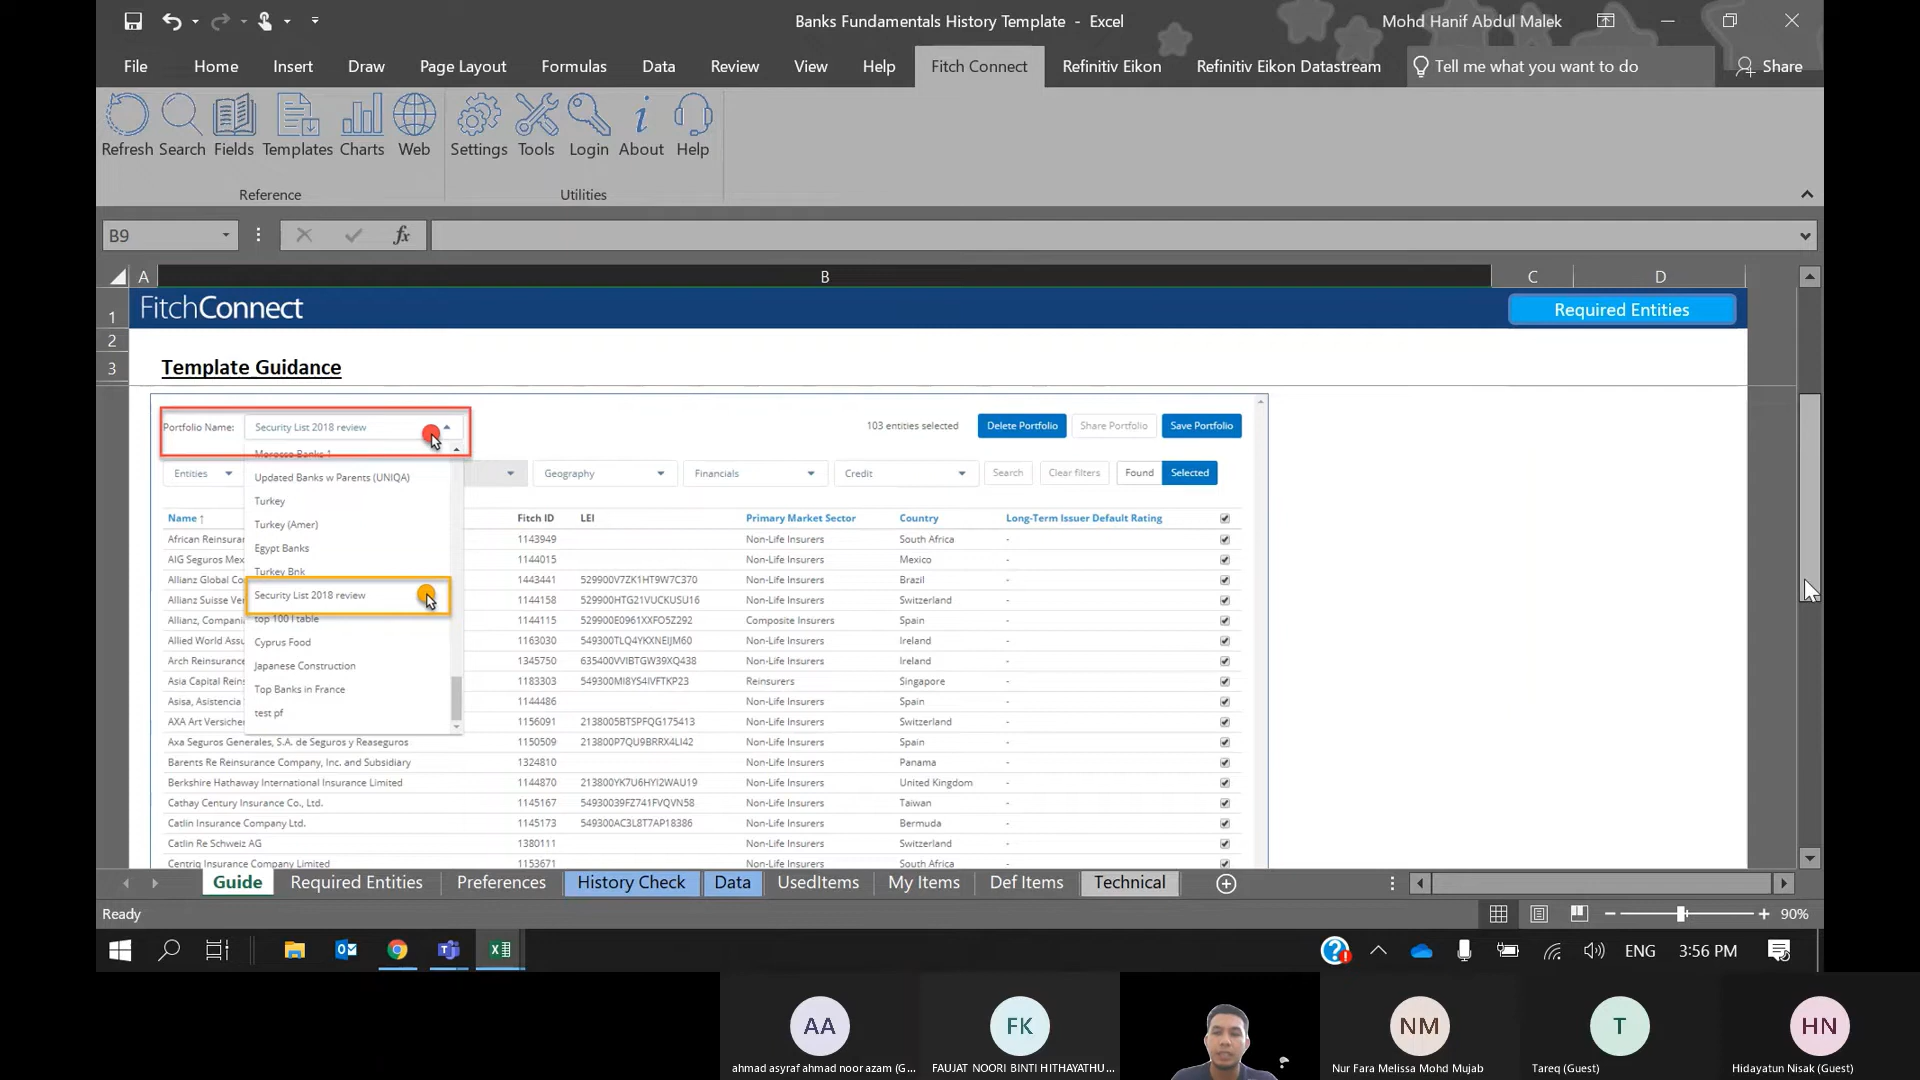 Banks Fundamentals History Template - Excel
Mohd Hanif Abdul Malek
File Home Insert Draw Page Layout Formulas Data Review View Help Fitch Connect Refinitiv Eikon Refinitiv Eikon Datastream Tell me what you want to do Share
Refresh Search Fields Templates Charts Web Settings Tools Login About Help
Reference Utilities
B9 fx
A B C D
1 FitchConnect Required Entities
2
3 Template Guidance
Portfolio Name: Security List 2018 review 103 entities selected Delete Portfolio Share Portfolio Save Portfolio
Morocco Banks 1
Entities Geography Financials Credit Search Clear filters Found Selected
Updated Banks w Parents (UNIQA)
Turkey
Turkey (Amer)
Egypt Banks
Turkey Bnk
Security List 2018 review
top 100 l table
Cyprus Food
Japanese Construction
Top Banks in France
test pf
Name ↑ Fitch ID LEI Primary Market Sector Country Long-Term Issuer Default Rating
African Reinsurar 1143949 Non-Life Insurers South Africa -
AIG Seguros Mex 1144015 Non-Life Insurers Mexico -
Allianz Global Co 1443441 529900V7ZK1HT9W7C370 Non-Life Insurers Brazil -
Allianz Suisse Ver 1144158 529900HTG21VUCKUSU16 Non-Life Insurers Switzerland -
Allianz, Compan 1144115 529900E0961XXFO5Z292 Composite Insurers Spain -
Allied World Assu 1163030 549300TLQ4YKXNEIJM60 Non-Life Insurers Ireland -
Arch Reinsurance 1345750 635400VVIBTGW39XQ438 Non-Life Insurers Ireland -
Asia Capital Rein 1183303 549300MI8YS4IVFTKP23 Reinsurers Singapore -
Asisa, Asistencia 1144486 Non-Life Insurers Spain -
AXA Art Versicher 1156091 2138005BTSPFQG175413 Non-Life Insurers Switzerland -
Axa Seguros Generales, S.A. de Seguros y Reaseguros 1150509 213800P7QU9BRRX4LI42 Non-Life Insurers Spain -
Barents Re Reinsurance Company, Inc. and Subsidiary 1324810 Non-Life Insurers Panama -
Berkshire Hathaway International Insurance Limited 1144870 213800YK7U6HYI2WAU19 Non-Life Insurers United Kingdom -
Cathay Century Insurance Co., Ltd. 1145167 54930039FZ741FVQVN58 Non-Life Insurers Taiwan -
Catlin Insurance Company Ltd. 1145173 549300AC3L8T7AP18386 Non-Life Insurers Bermuda -
Catlin Re Schweiz AG 1380111 Non-Life Insurers Switzerland -
Centriq Insurance Company Limited 1153671 Non-Life Insurers South Africa -
Guide Required Entities Preferences History Check Data UsedItems My Items Def Items Technical
Ready 90%
ENG 3:56 PM
AA FK NM T HN
ahmad asyraf ahmad noor azam (G... FAUJAT NOORI BINTI HITHAYATHU... Nur Fara Melissa Mohd Mujab Tareq (Guest) Hidayatun Nisak (Guest)